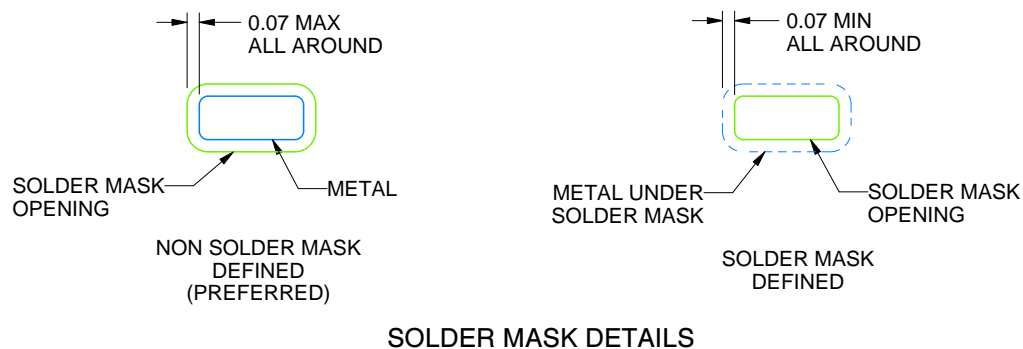 0.07 MAX
ALL AROUND
SOLDER MASK
OPENING
METAL
NON SOLDER MASK
DEFINED
(PREFERRED)
0.07 MIN
ALL AROUND
METAL UNDER
SOLDER MASK
SOLDER MASK
OPENING
SOLDER MASK
DEFINED
SOLDER MASK DETAILS